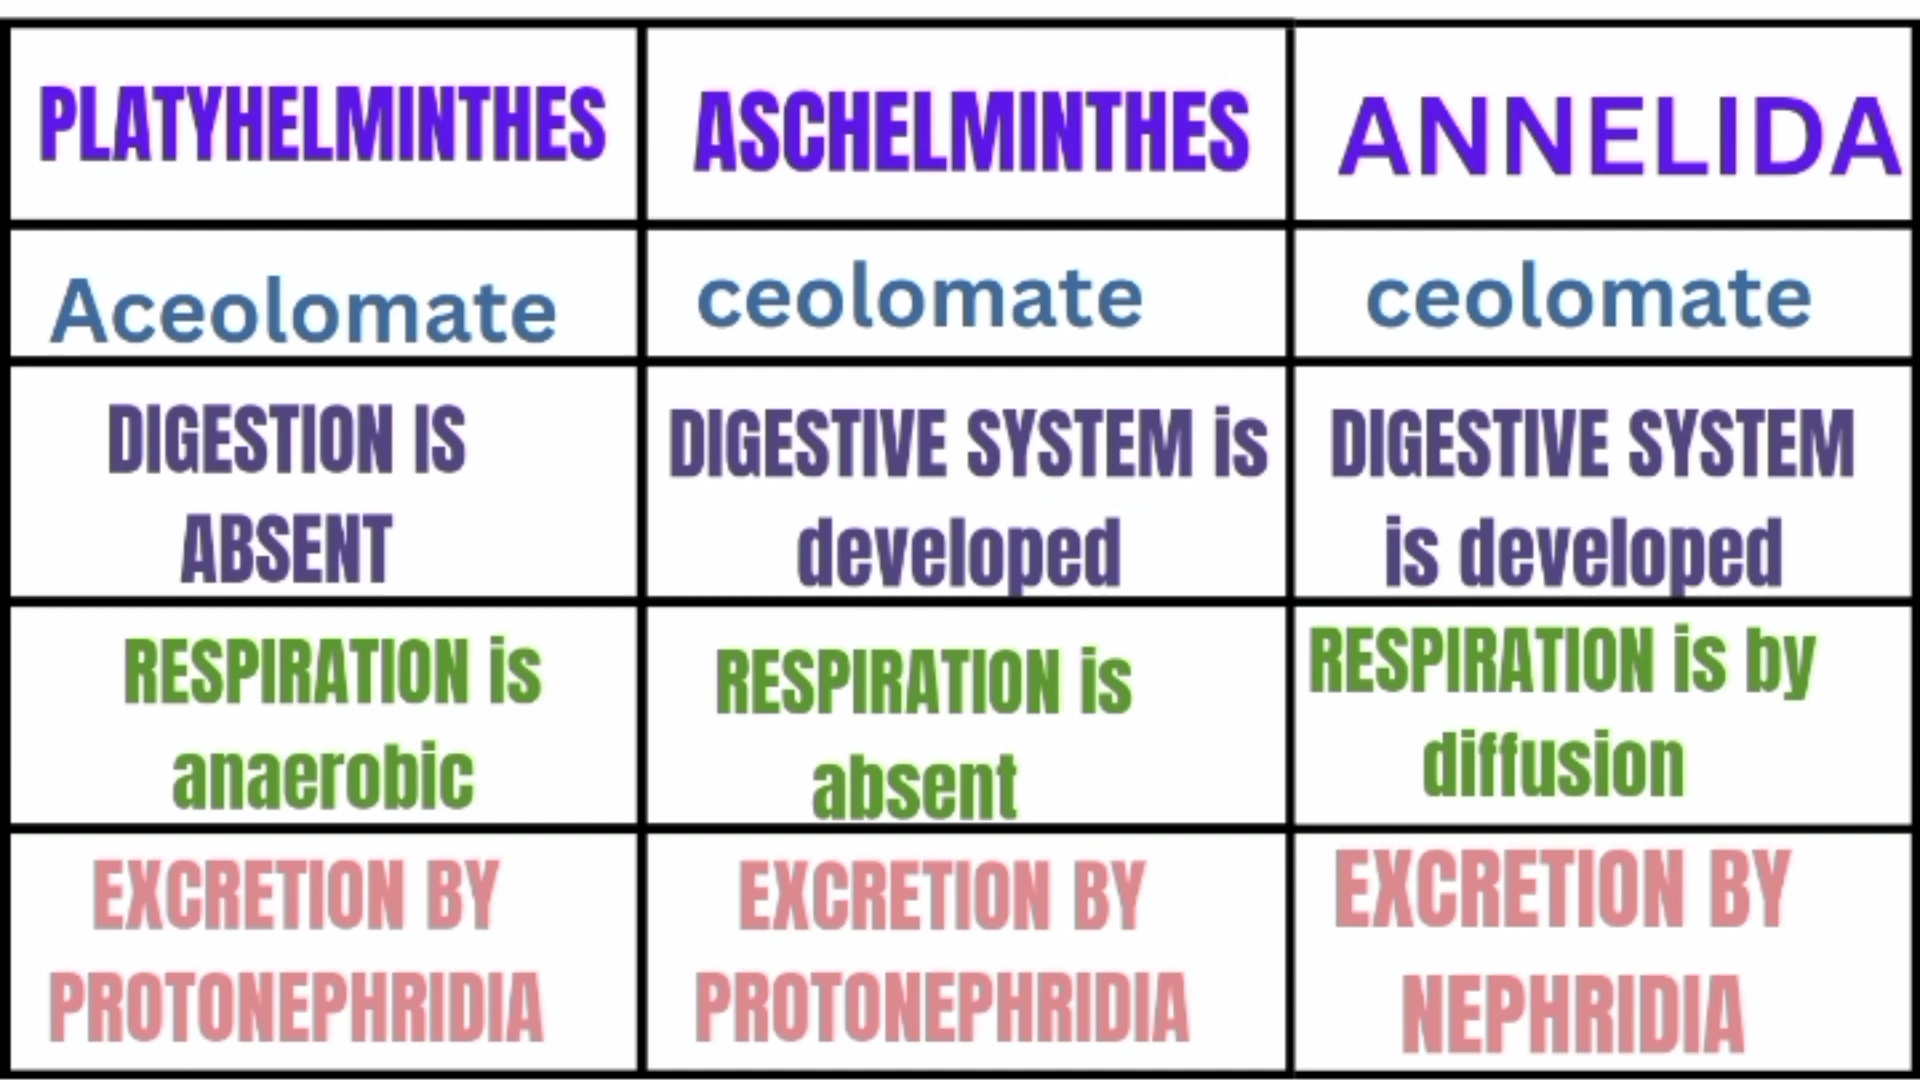 PLATYHELMINTHES
ASCHELMINTHES
ANNELIDA
Aceolomate
ceolomate
ceolomate
DIGESTION IS
ABSENT
DIGESTIVE SYSTEM is
developed
DIGESTIVE SYSTEM
is developed
RESPIRATION is
anaerobic
RESPIRATION is
absent
RESPIRATION is by
diffusion
EXCRETION BY
PROTONEPHRIDIA
EXCRETION BY
PROTONEPHRIDIA
EXCRETION BY
NEPHRIDIA